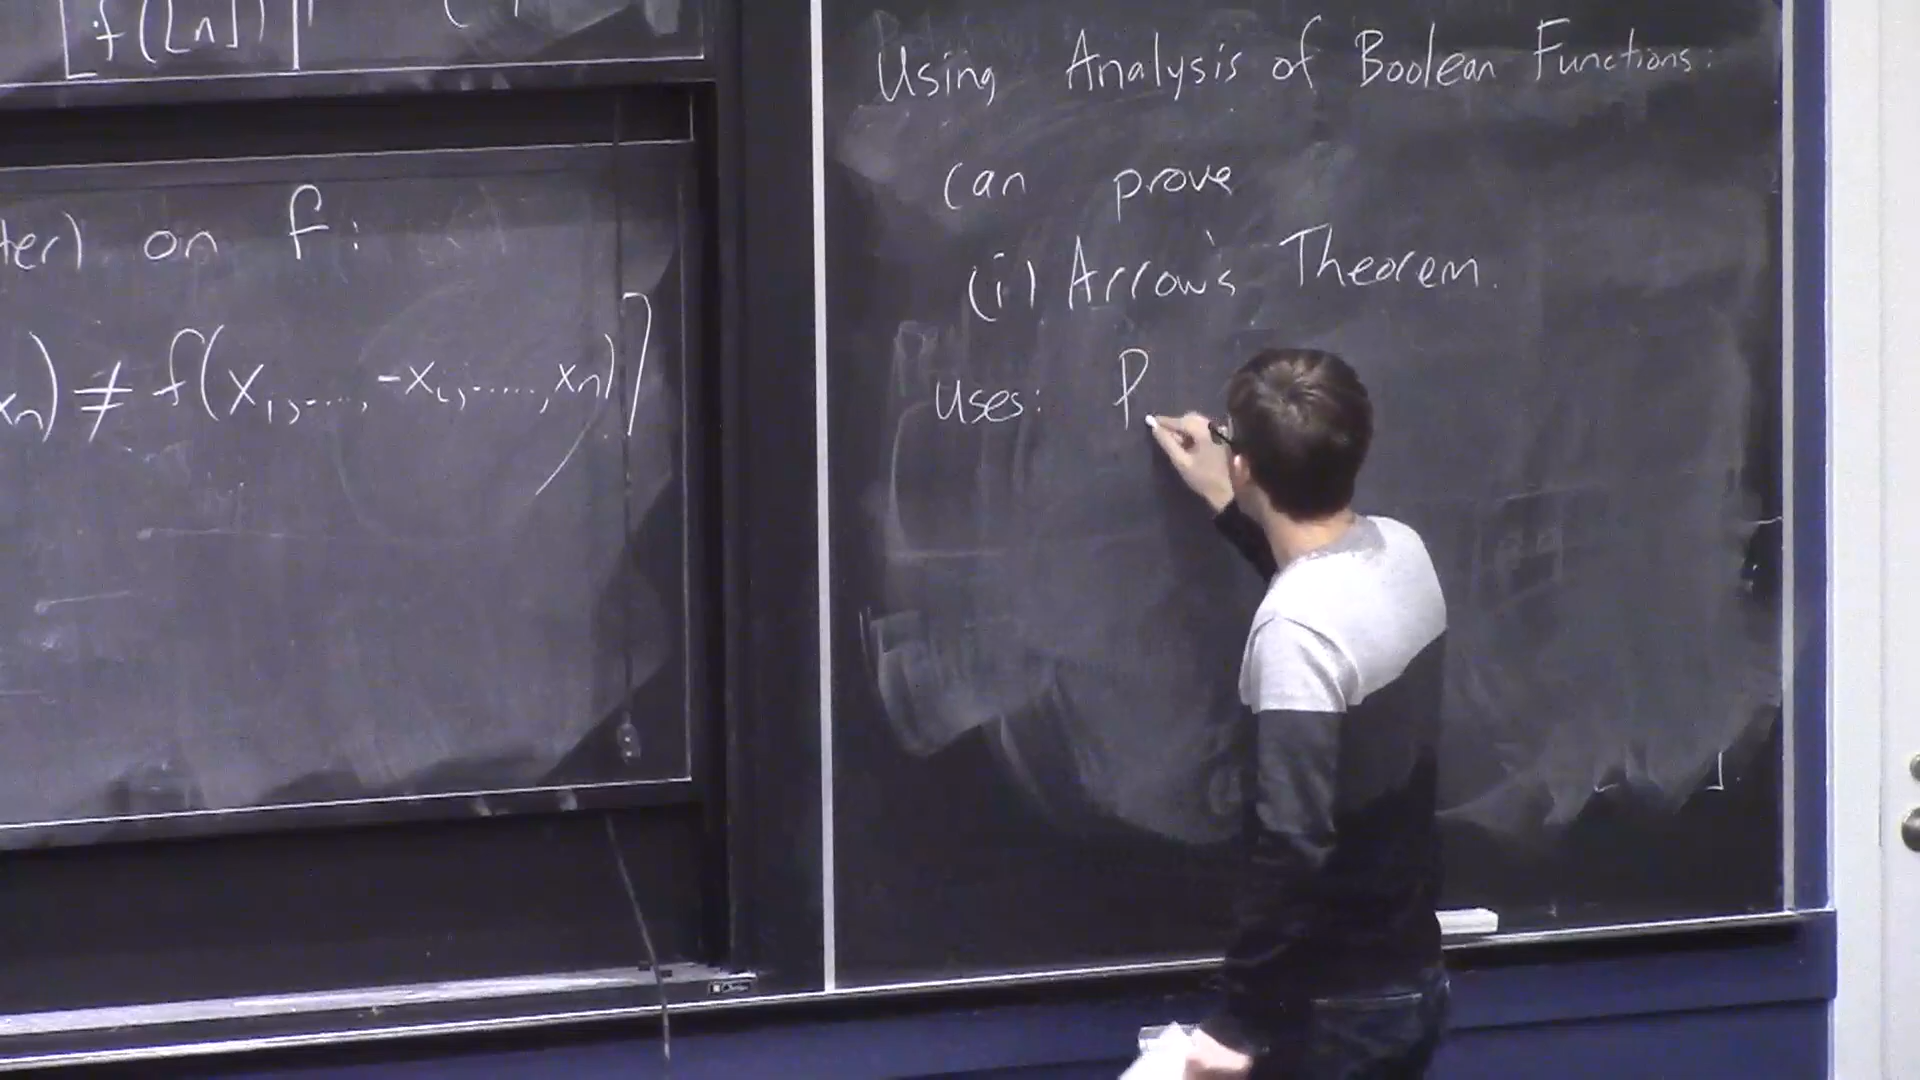 f([n])
ter) on f:
xn) ≠ f(x1,...., -xi,....., xn)]
Using Analysis of Boolean Functions:
can prove
(i) Arrow's Theorem.
uses: P